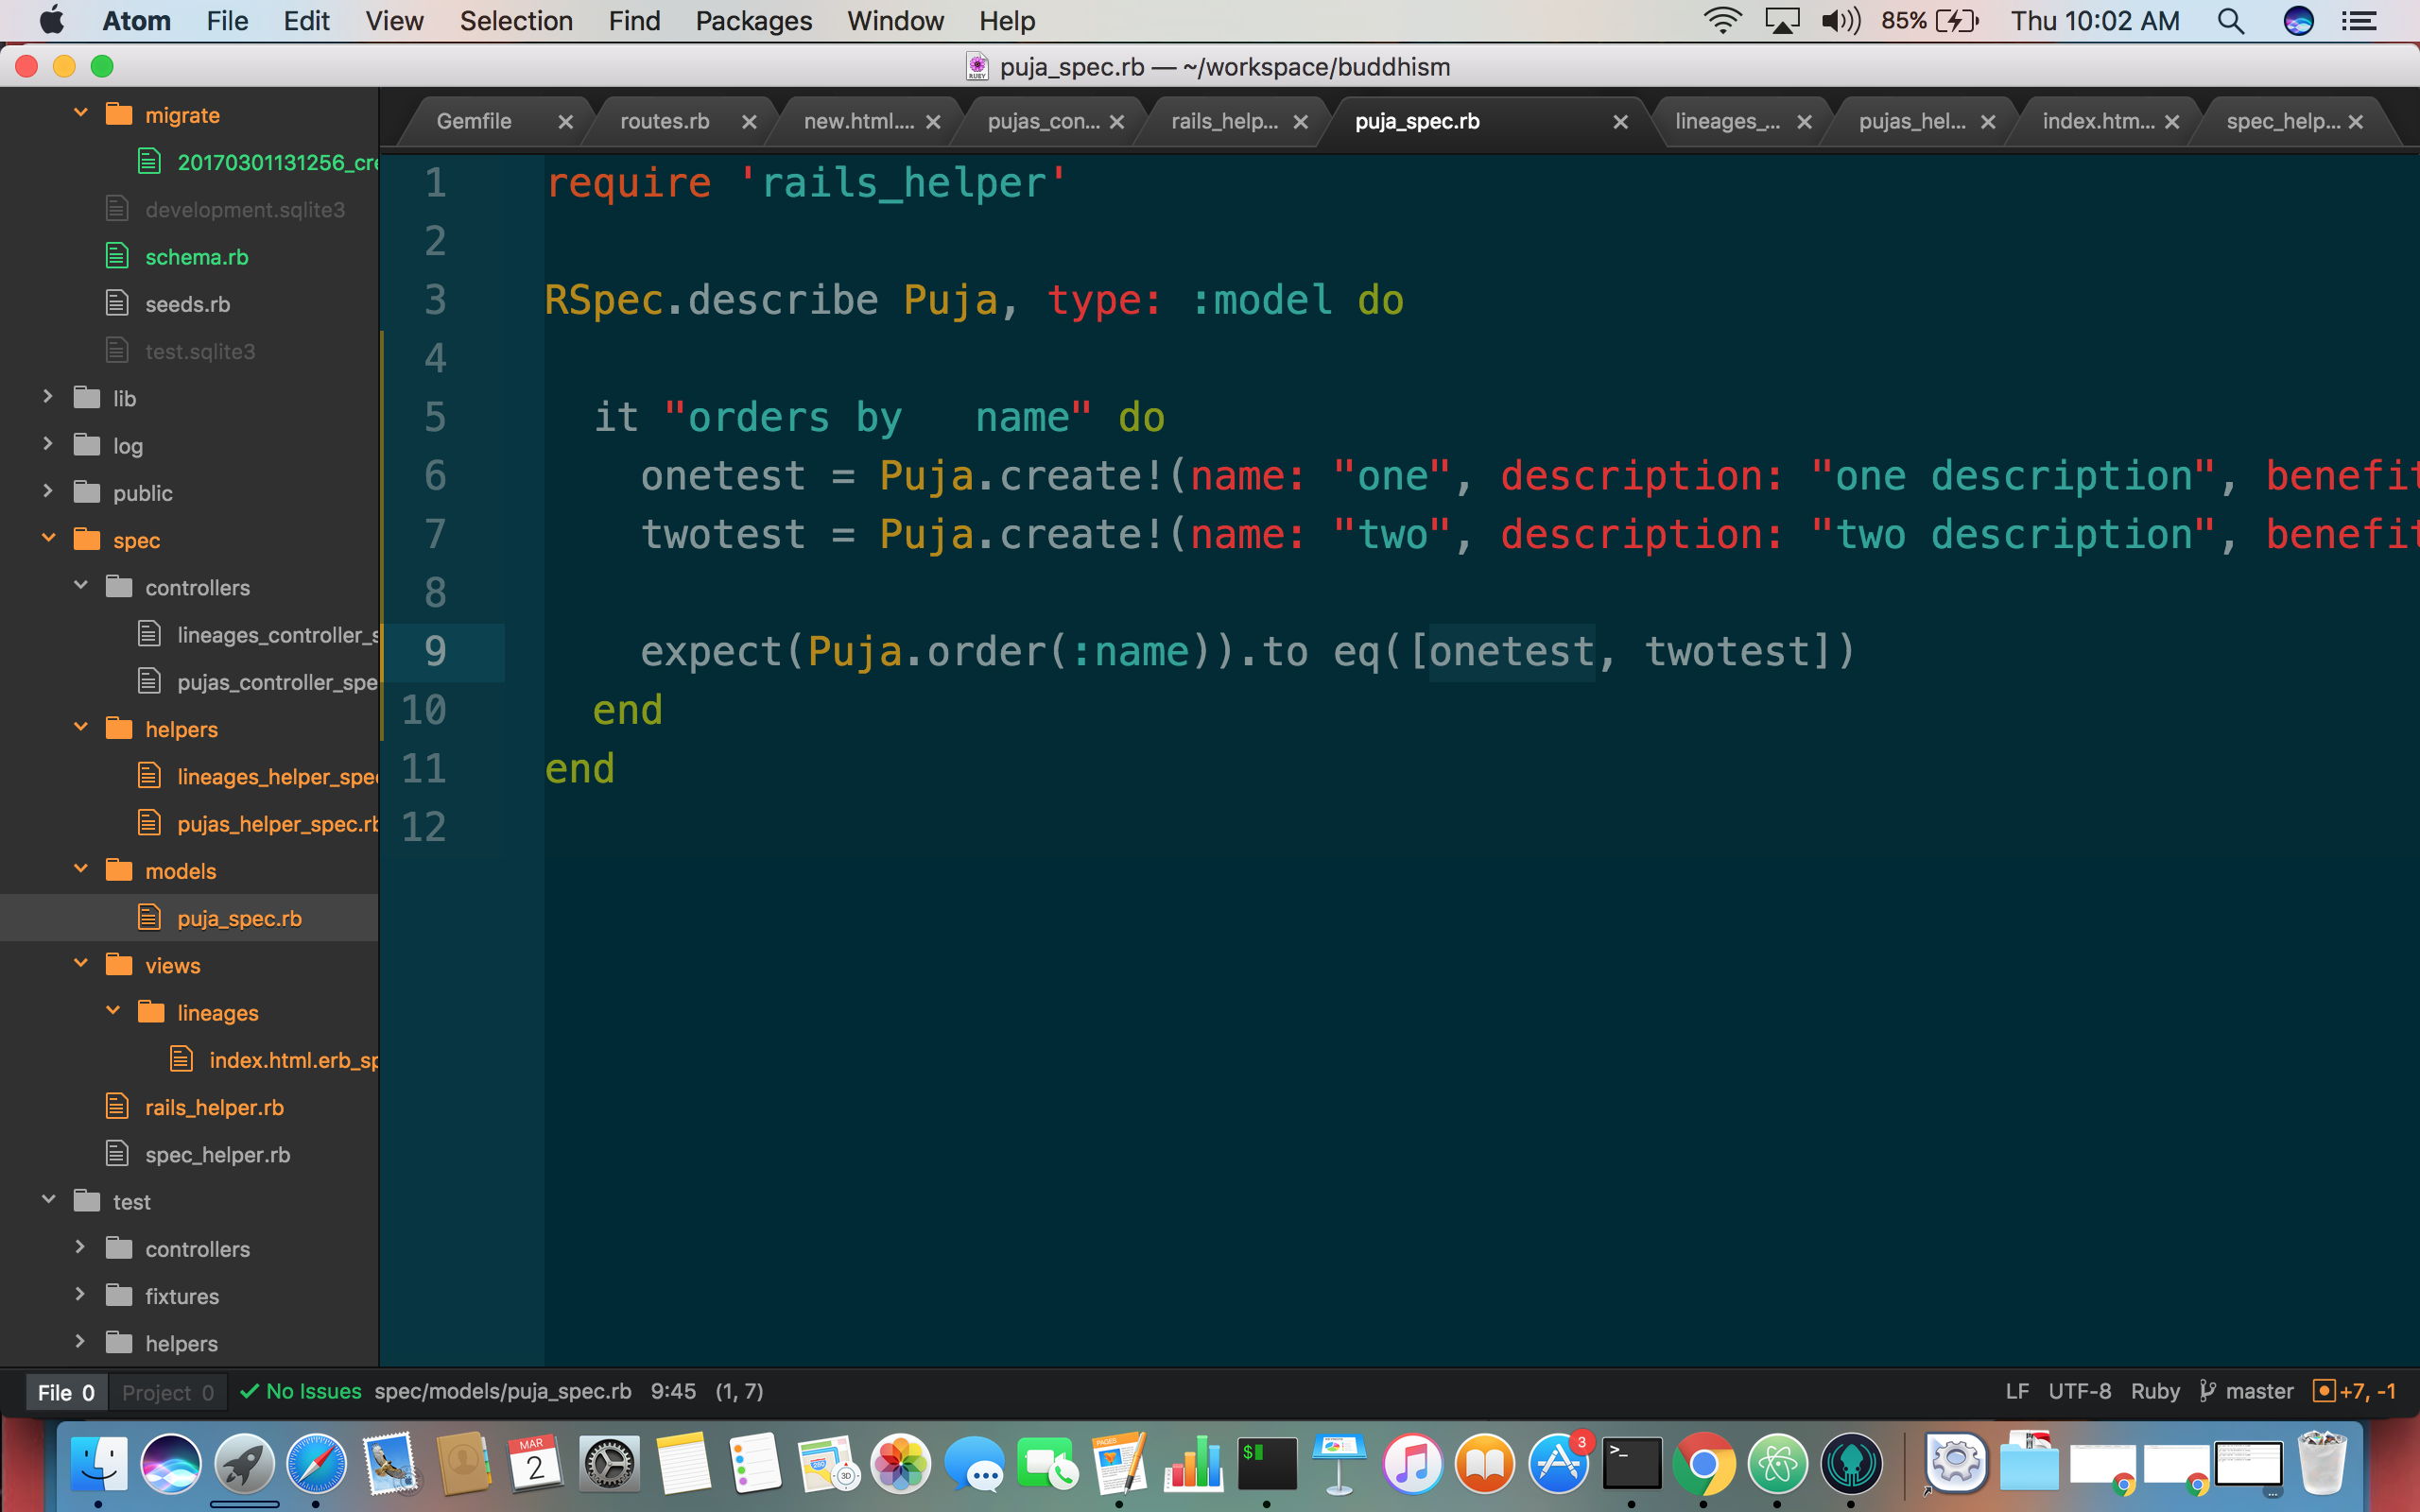 Atom File Edit View Selection Find Packages Window Help 85% Thu 10:02 AM
puja_spec.rb — ~/workspace/buddhism
Gemfile routes.rb new.html.... pujas_con... rails_help... puja_spec.rb lineages_... pujas_hel... index.htm... spec_help...
migrate
20170301131256_cre
development.sqlite3
schema.rb
seeds.rb
test.sqlite3
lib
log
public
spec
controllers
lineages_controller_s
pujas_controller_spe
helpers
lineages_helper_spec
pujas_helper_spec.rb
models
puja_spec.rb
views
lineages
index.html.erb_sp
rails_helper.rb
spec_helper.rb
test
controllers
fixtures
helpers
1 require 'rails_helper'
2
3 RSpec.describe Puja, type: :model do
4
5 it "orders by   name" do
6 onetest = Puja.create!(name: "one", description: "one description", benefit
7 twotest = Puja.create!(name: "two", description: "two description", benefit
8
9 expect(Puja.order(:name)).to eq([onetest, twotest])
10 end
11 end
12
File 0 Project 0 No Issues spec/models/puja_spec.rb 9:45 (1, 7) LF UTF-8 Ruby master +7, -1
MAR
2
PAGES
280
3D
$
3
>_